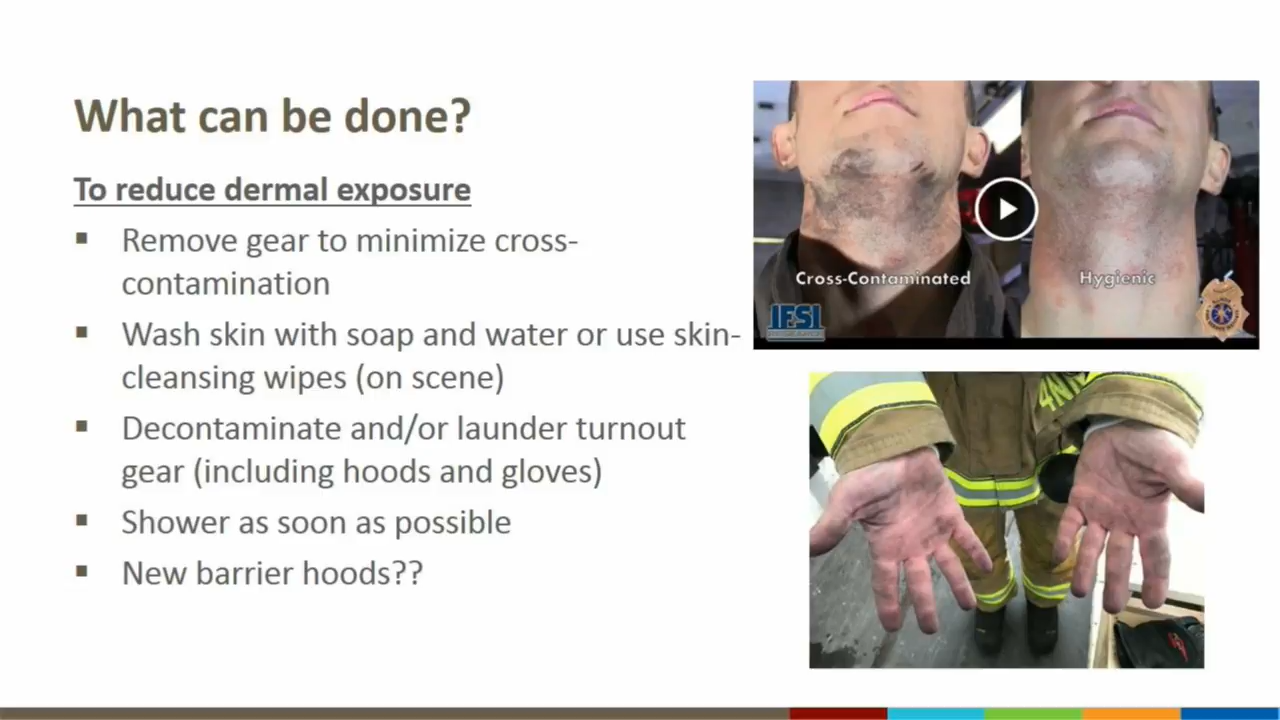 What can be done?
To reduce dermal exposure
▪ Remove gear to minimize cross-
contamination
▪ Wash skin with soap and water or use skin-
cleansing wipes (on scene)
▪ Decontaminate and/or launder turnout
gear (including hoods and gloves)
▪ Shower as soon as possible
▪ New barrier hoods??
Cross-Contaminated
Hygienic
IFSI